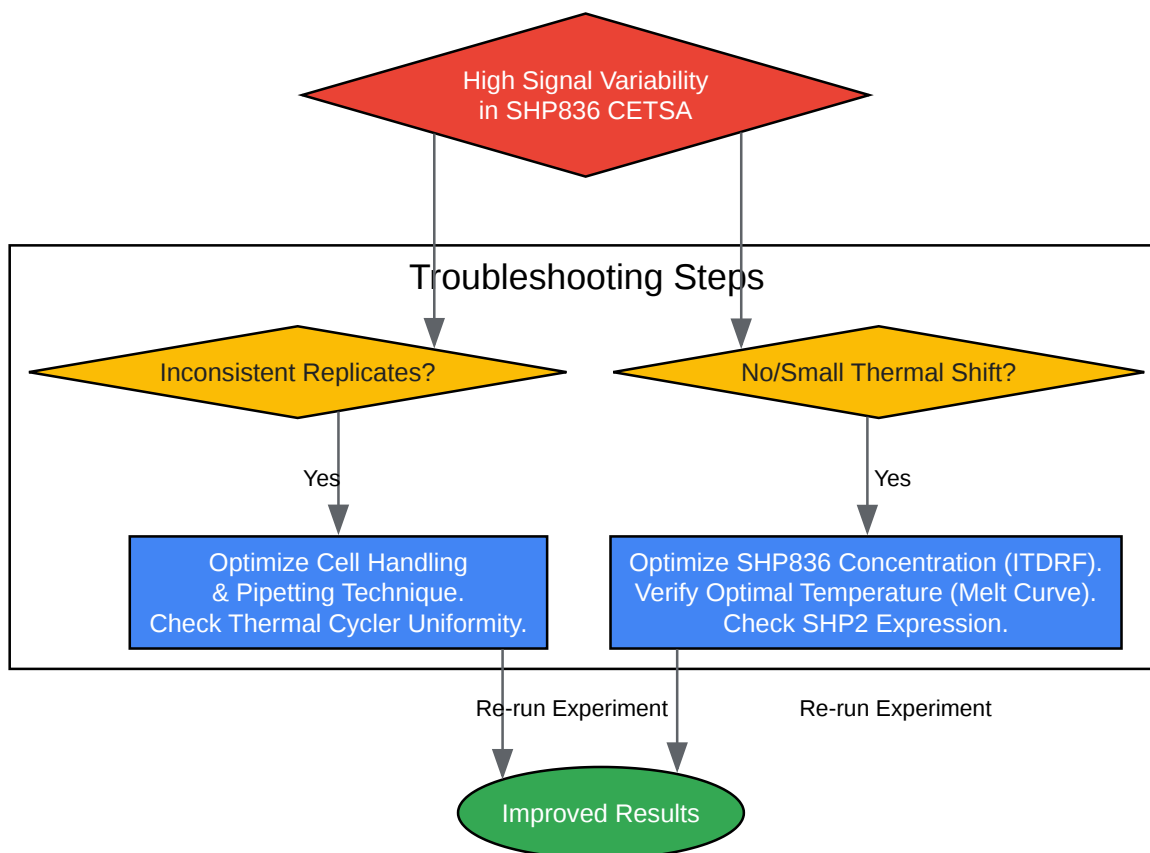 High Signal Variability
in SHP836 CETSA
Troubleshooting Steps
Inconsistent Replicates?
No/Small Thermal Shift?
Yes
Yes
Optimize Cell Handling
& Pipetting Technique.
Check Thermal Cycler Uniformity.
Optimize SHP836 Concentration (ITDRF).
Verify Optimal Temperature (Melt Curve).
Check SHP2 Expression.
Re-run Experiment
Re-run Experiment
Improved Results